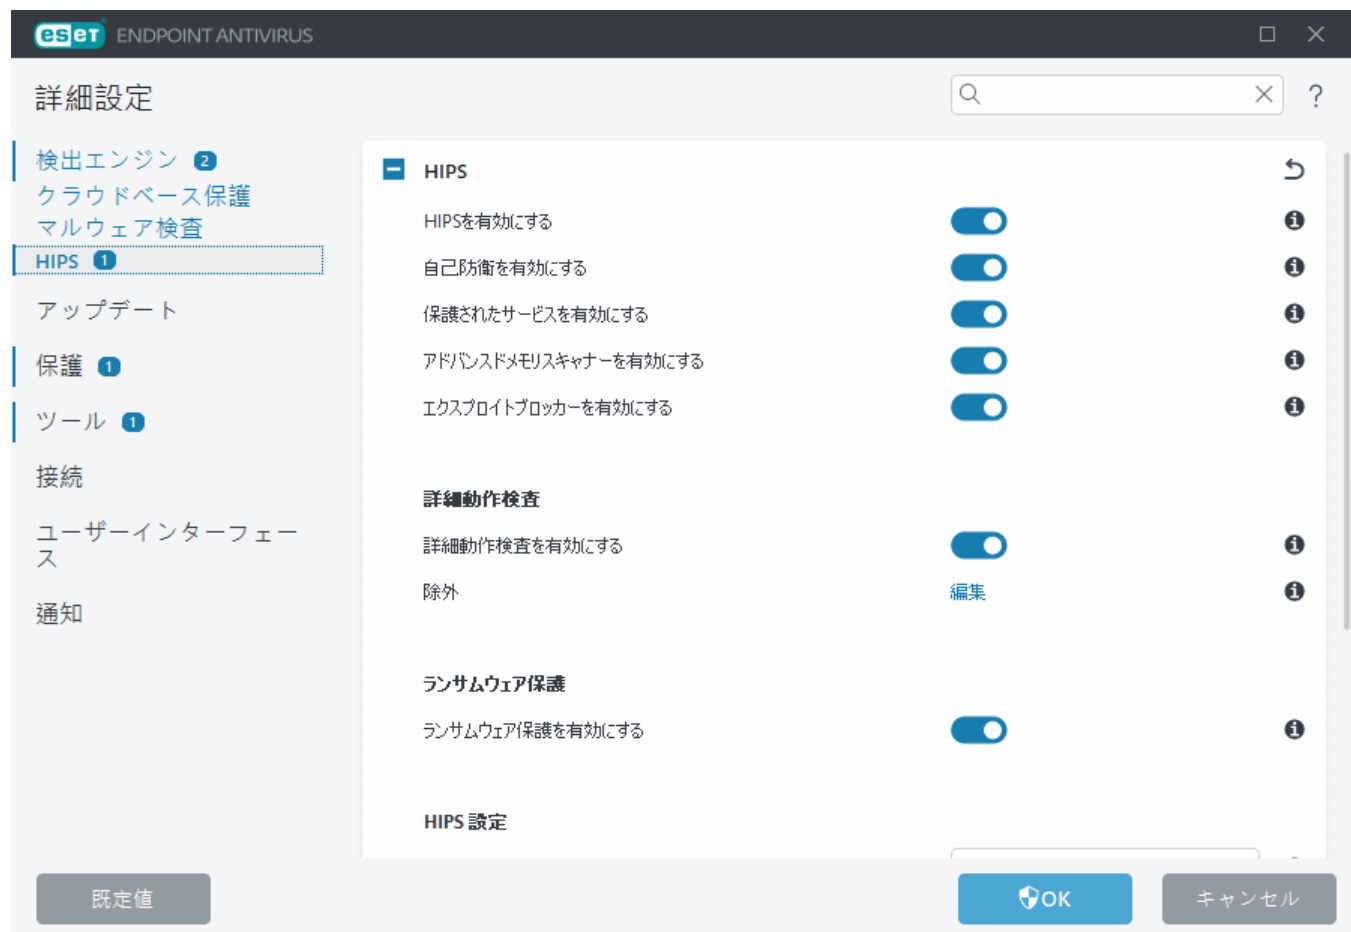 eset ENDPOINT ANTIVIRUS
詳細設定
?
検出エンジン 2
クラウドベース保護
マルウェア検査
HIPS 1
アップデート
保護 1
ツール 1
接続
ユーザーインターフェー
ス
通知
HIPS
HIPSを有効にする
自己防衛を有効にする
保護されたサービスを有効にする
アドバンスドメモリスキャナーを有効にする
エクスプロイトブロッカーを有効にする
詳細動作検査
詳細動作検査を有効にする
除外 編集
ランサムウェア保護
ランサムウェア保護を有効にする
HIPS 設定
既定値
OK
キャンセル